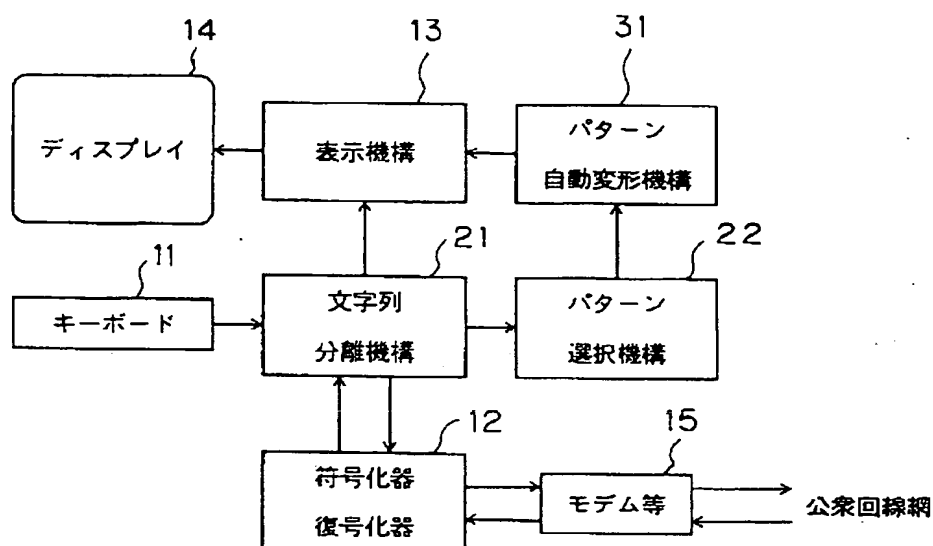 14
13
31
ディスプレイ
表示機構
パターン
自動変形機構
11
21
22
キーボード
文字列
分離機構
パターン
選択機構
12
15
符号化器
復号化器
モデム等
公衆回線網